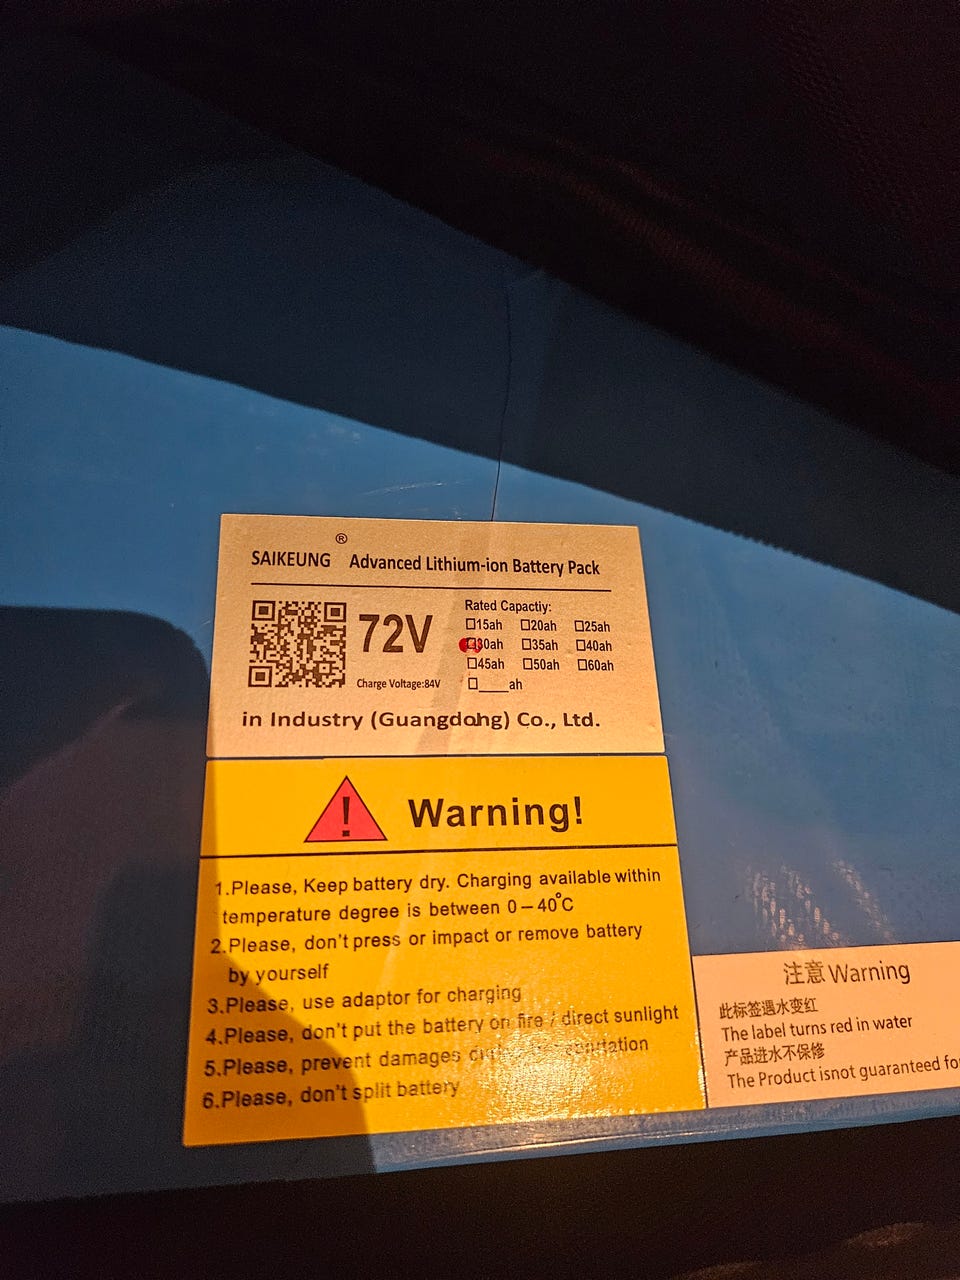 SAIKEUNG ® Advanced Lithium-ion Battery Pack
72V
Charge Voltage:84V
Rated Capactiy:
☐15ah ☐20ah ☐25ah
☐30ah ☐35ah ☐40ah
☐45ah ☐50ah ☐60ah
☐____ah
in Industry (Guangdong) Co., Ltd.
! Warning!
1.Please, Keep battery dry. Charging available within
temperature degree is between 0–40°C
2.Please, don't press or impact or remove battery
by yourself
3.Please, use adaptor for charging
4.Please, don't put the battery on fire / direct sunlight
5.Please, prevent damages
6.Please, don't split battery
注意 Warning
此标签遇水变红
The label turns red in water
产品进水不保修
The Product isnot guaranteed